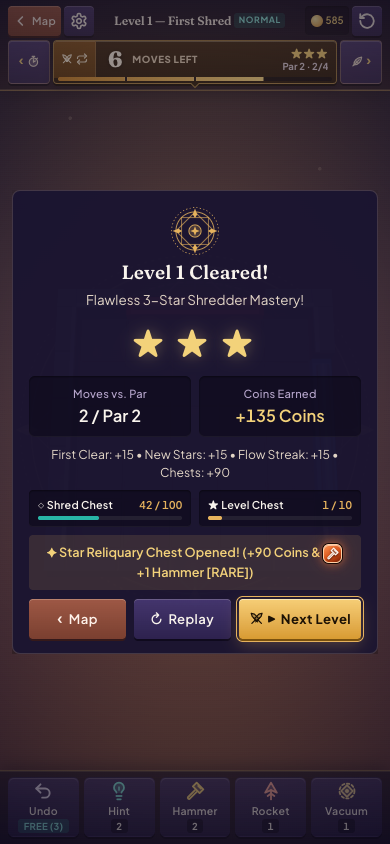 Map
Level 1 — First Shred NORMAL
585
6 MOVES LEFT
Par 2 · 2/4
Level 1 Cleared!
Flawless 3-Star Shredder Mastery!
Moves vs. Par
2 / Par 2
Coins Earned
+135 Coins
First Clear: +15 • New Stars: +15 • Flow Streak: +15 •
Chests: +90
Shred Chest 42 / 100
Level Chest 1 / 10
Star Reliquary Chest Opened! (+90 Coins &
+1 Hammer [RARE])
Map
Replay
Next Level
Undo
FREE (3)
Hint
2
Hammer
2
Rocket
1
Vacuum
1